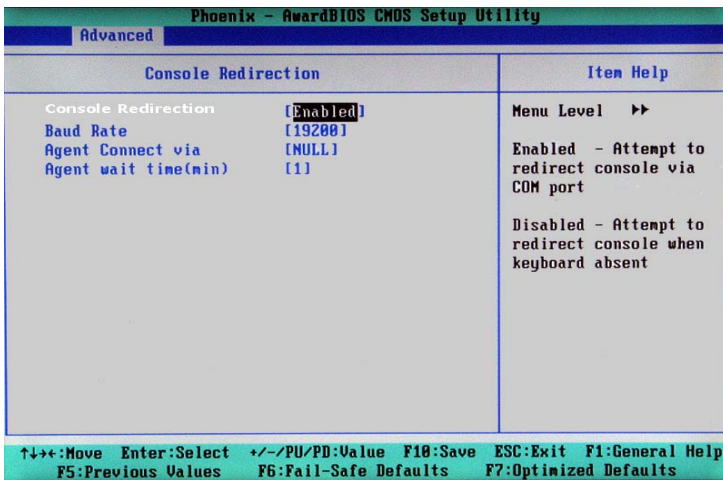 Phoenix - AwardBIOS CMOS Setup Utility
Advanced
Console Redirection
Item Help
Console Redirection [Enabled]
Baud Rate [19200]
Agent Connect via [NULL]
Agent wait time(min) [1]
Menu Level ▶▶
Enabled - Attempt to
redirect console via
COM port
Disabled - Attempt to
redirect console when
keyboard absent
↑↓→←:Move Enter:Select +/-/PU/PD:Value F10:Save ESC:Exit F1:General Help
F5:Previous Values F6:Fail-Safe Defaults F7:Optimized Defaults